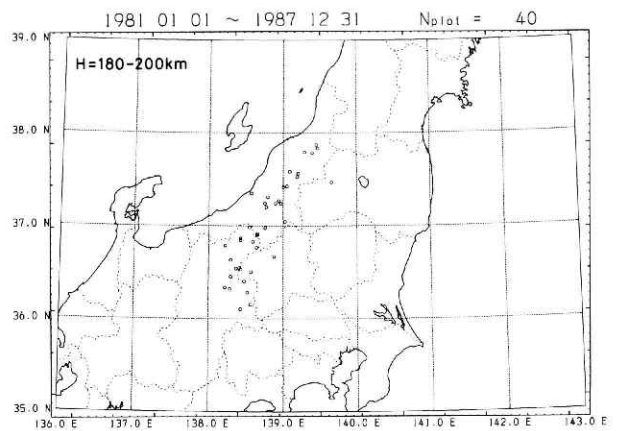 1981 01 01 ~ 1987 12 31 Nplot = 40
39.0 N
H=180-200km
38.0 N
37.0 N
36.0 N
35.0 N
136.0 E 137.0 E 138.0 E 139.0 E 140.0 E 141.0 E 142.0 E 143.0 E